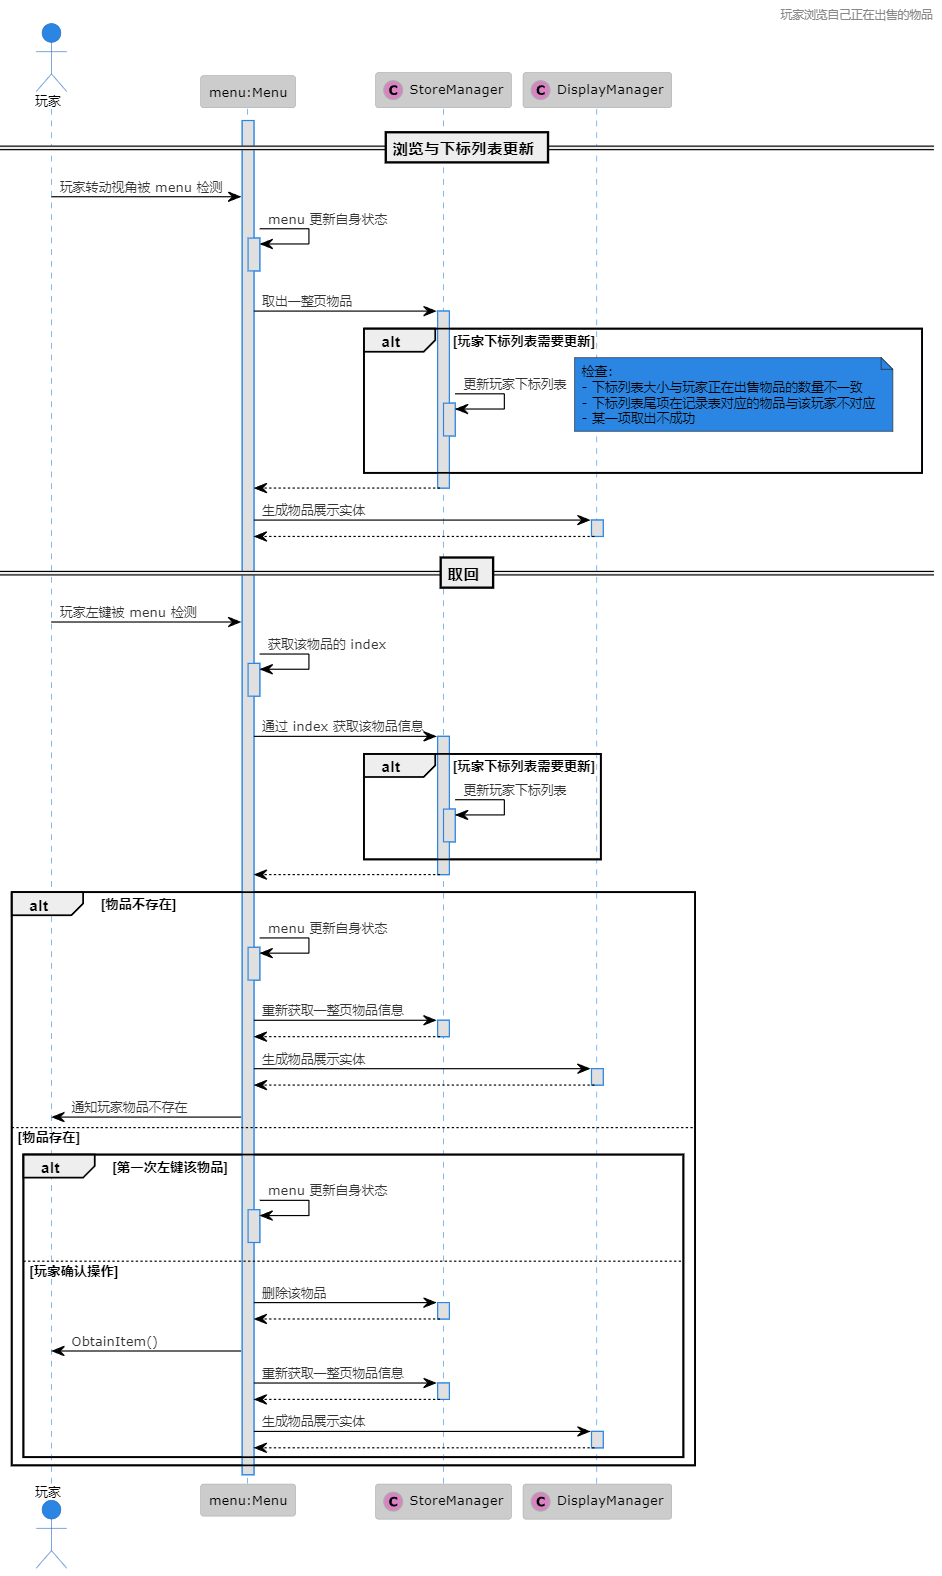 玩家浏览自己正在出售的物品
玩家
menu:Menu
C StoreManager
C DisplayManager
浏览与下标列表更新
玩家转动视角被 menu 检测
menu 更新自身状态
取出一整页物品
alt [玩家下标列表需要更新]
检查:
- 下标列表大小与玩家正在出售物品的数量不一致
- 下标列表尾项在记录表对应的物品与该玩家不对应
- 某一项取出不成功
更新玩家下标列表
生成物品展示实体
取回
玩家左键被 menu 检测
获取该物品的 index
通过 index 获取该物品信息
alt [玩家下标列表需要更新]
更新玩家下标列表
alt [物品不存在]
menu 更新自身状态
重新获取一整页物品信息
生成物品展示实体
通知玩家物品不存在
[物品存在]
alt [第一次左键该物品]
menu 更新自身状态
[玩家确认操作]
删除该物品
ObtainItem()
重新获取一整页物品信息
生成物品展示实体
玩家
menu:Menu
C StoreManager
C DisplayManager